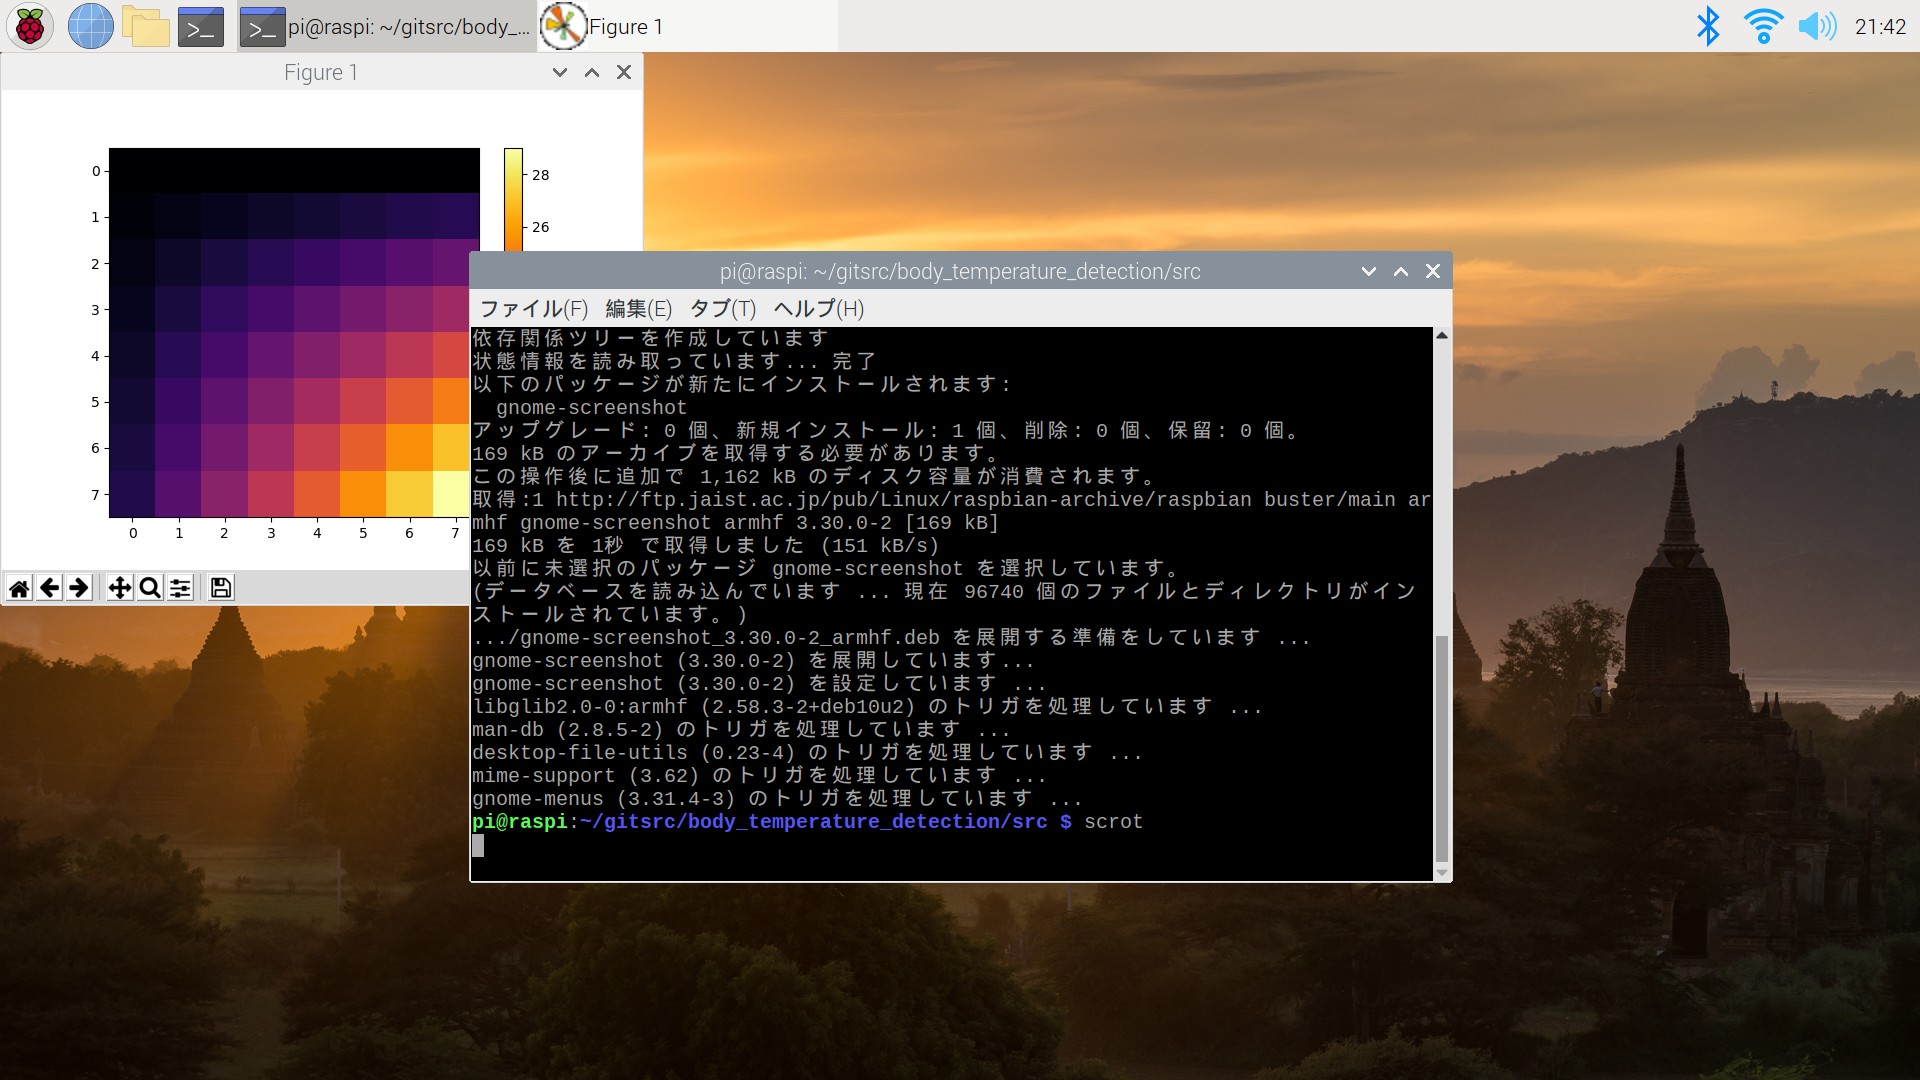 pi@raspi: ~/gitsrc/body_...
Figure 1
21:42
Figure 1
0
1
2
3
4
5
6
7
0 1 2 3 4 5 6 7
28
26
pi@raspi: ~/gitsrc/body_temperature_detection/src
ファイル(F) 編集(E) タブ(T) ヘルプ(H)
依存関係ツリーを作成しています
状態情報を読み取っています... 完了
以下のパッケージが新たにインストールされます:
gnome-screenshot
アップグレード: 0 個、新規インストール: 1 個、削除: 0 個、保留: 0 個。
169 kB のアーカイブを取得する必要があります。
この操作後に追加で 1,162 kB のディスク容量が消費されます。
取得:1 http://ftp.jaist.ac.jp/pub/Linux/raspbian-archive/raspbian buster/main ar
mhf gnome-screenshot armhf 3.30.0-2 [169 kB]
169 kB を 1秒 で取得しました (151 kB/s)
以前に未選択のパッケージ gnome-screenshot を選択しています。
(データベースを読み込んでいます ... 現在 96740 個のファイルとディレクトリがイン
ストールされています。)
.../gnome-screenshot_3.30.0-2_armhf.deb を展開する準備をしています ...
gnome-screenshot (3.30.0-2) を展開しています...
gnome-screenshot (3.30.0-2) を設定しています ...
libglib2.0-0:armhf (2.58.3-2+deb10u2) のトリガを処理しています ...
man-db (2.8.5-2) のトリガを処理しています ...
desktop-file-utils (0.23-4) のトリガを処理しています ...
mime-support (3.62) のトリガを処理しています ...
gnome-menus (3.31.4-3) のトリガを処理しています ...
pi@raspi:~/gitsrc/body_temperature_detection/src $ scrot